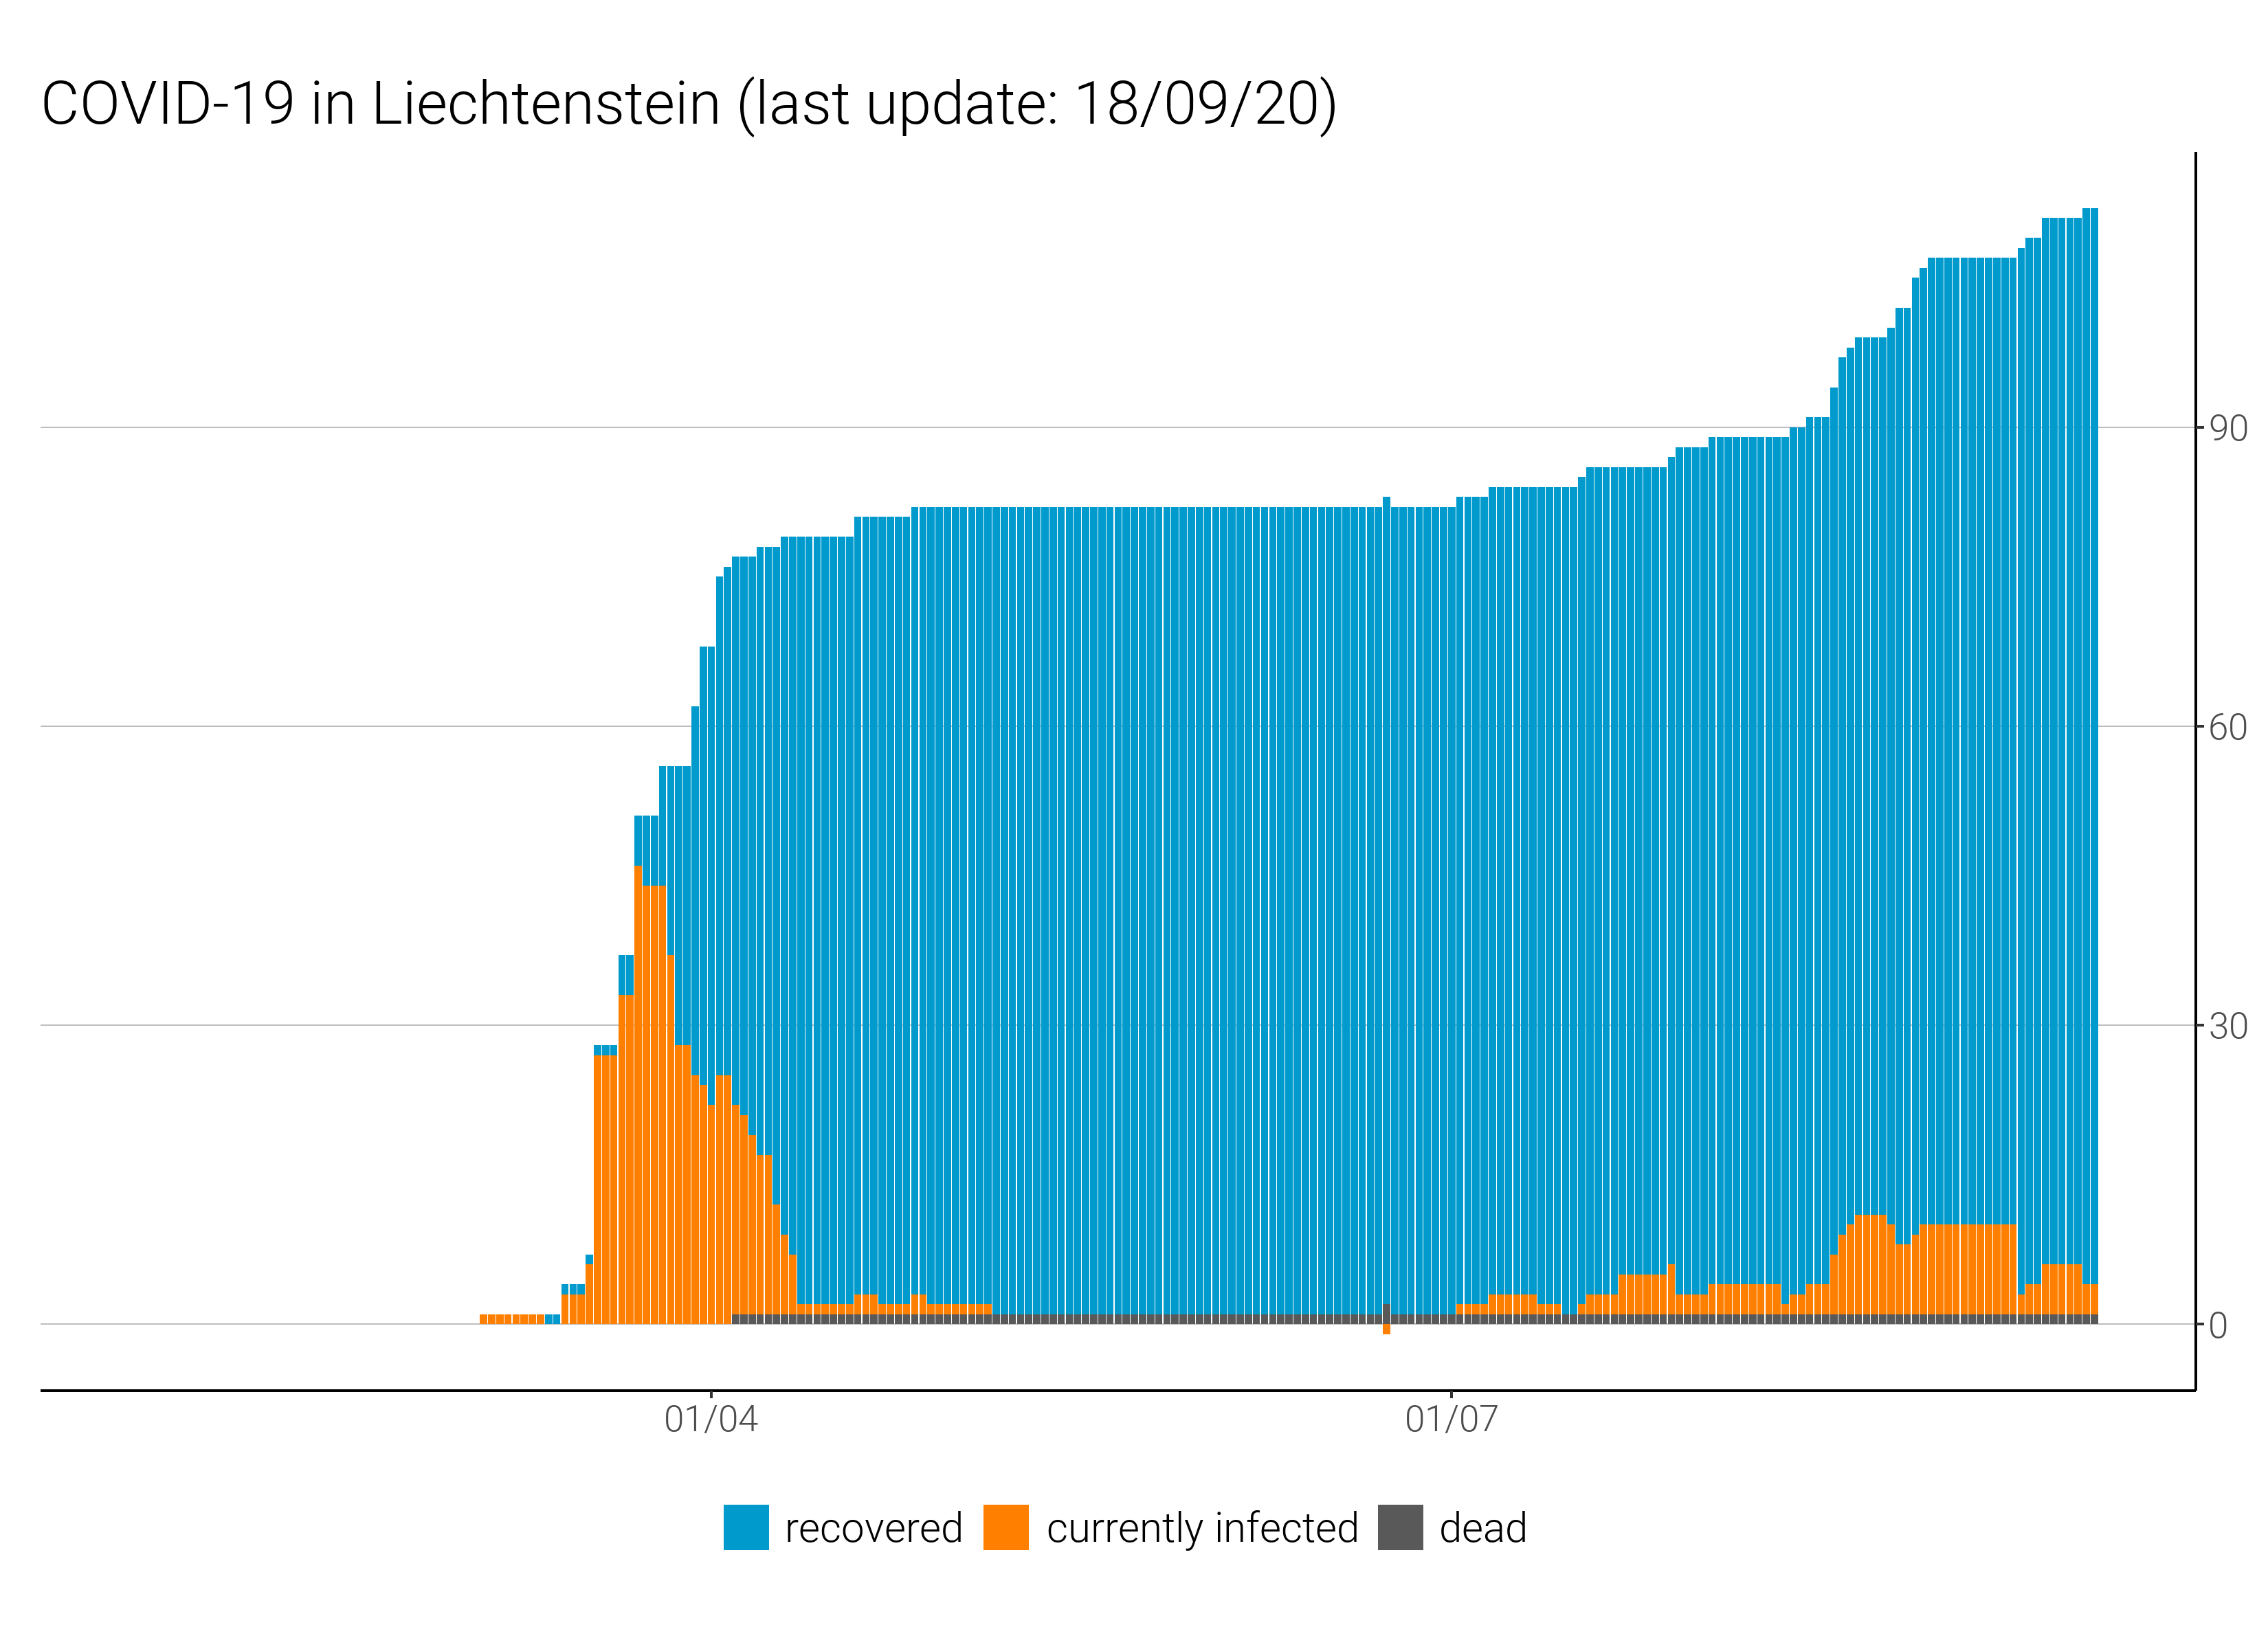 COVID-19 in Liechtenstein (last update: 18/09/20)
90
60
30
0
01/04 01/07
recovered currently infected dead